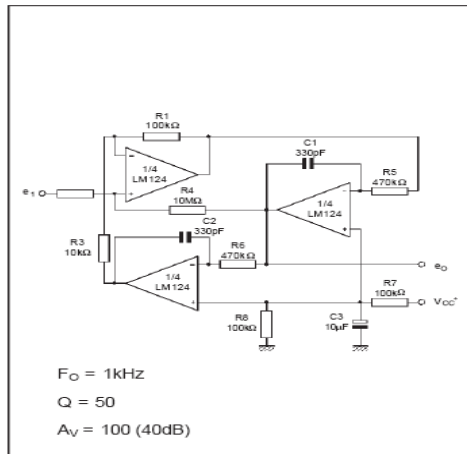 R1
100kΩ
1/4
LM124
e1
R4
10MΩ
C1
330pF
R5
470kΩ
1/4
LM124
R3
10kΩ
C2
330pF
R6
470kΩ
1/4
LM124
eO
R8
100kΩ
R7
100kΩ
VCC+
C3
10µF
FO = 1kHz
Q = 50
AV = 100 (40dB)